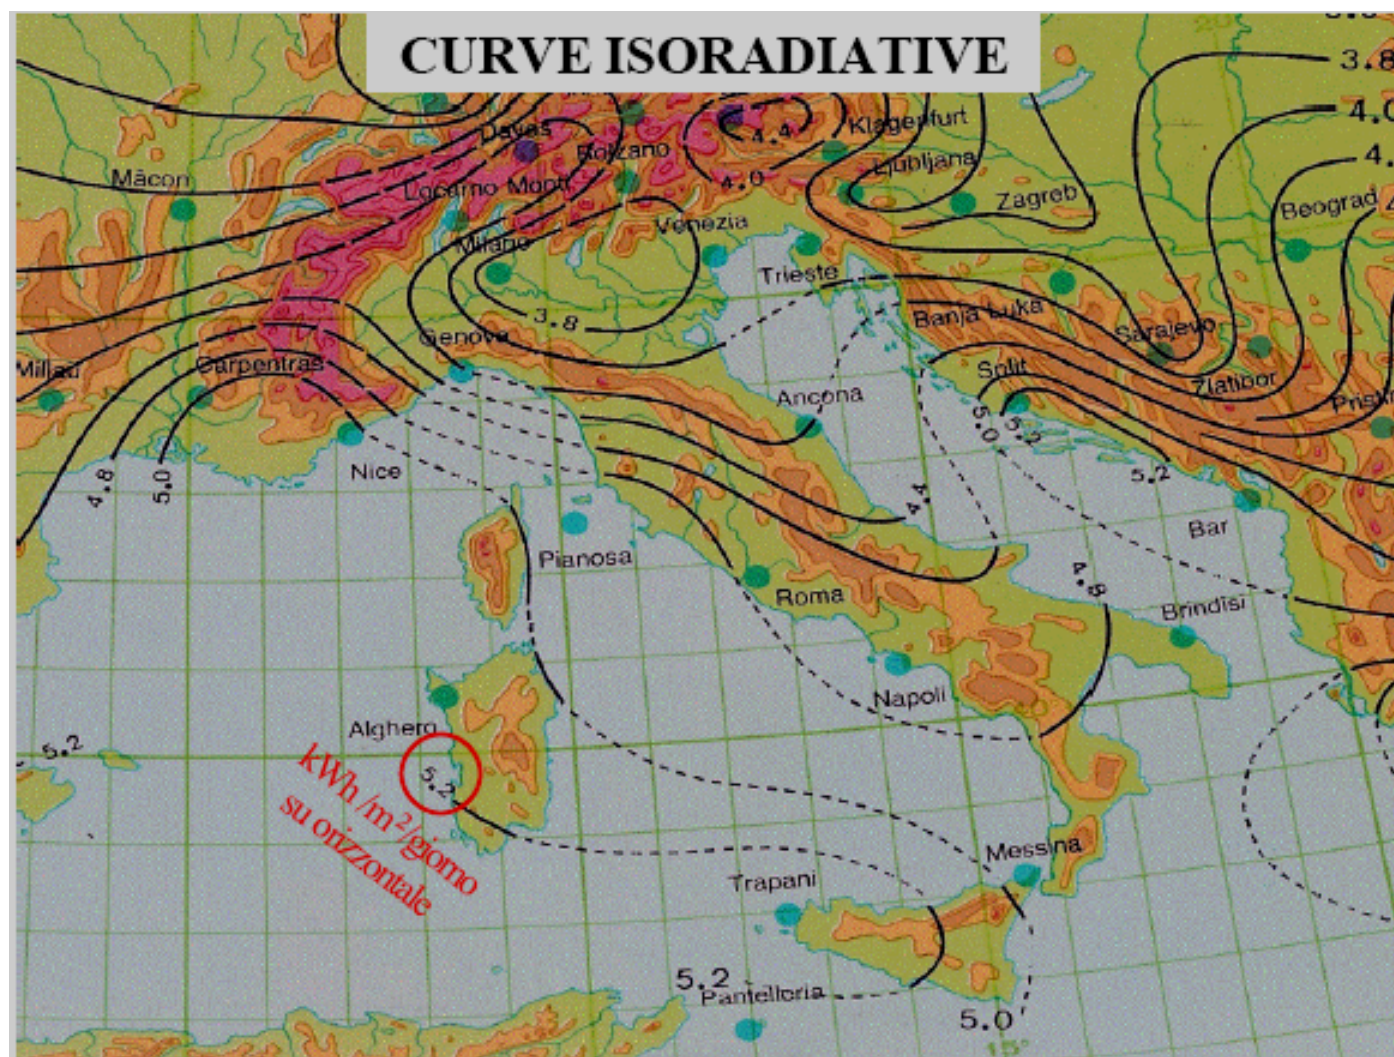 CURVE ISORADIATIVE
3.8
4.0
Davas
4.4
Klagenfurt
Bolzano
Ljubljana
Mâcon
Locarno Monti
4.0
Zagreb
Beograd
Venezia
Milano
Trieste
3.8
Banja Luka
Genova
Sarajevo
Millau
Carpentras
Split
Zlatibor
Ancona
5.0
5.2
4.8
5.0
Nice
5.2
4.4
Bar
Pianosa
4.8
Roma
Brindisi
Napoli
40
Alghero
5.2
5.2
kWh/m²/giorno
su orizzontale
Messina
Trapani
5.2
Pantelleria
5.0
15°